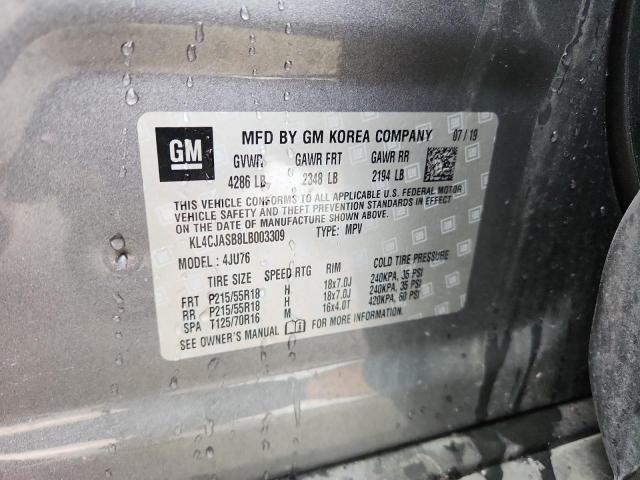 GM MFD BY GM KOREA COMPANY 07/19
GVWR GAWR FRT GAWR RR
4286 LB 2348 LB 2194 LB
THIS VEHICLE CONFORMS TO ALL APPLICABLE U.S. FEDERAL MOTOR
VEHICLE SAFETY AND THEFT PREVENTION STANDARDS IN EFFECT
ON THE DATE OF MANUFACTURE SHOWN ABOVE.
KL4CJASB8LB003309 TYPE: MPV
MODEL: 4JU76
TIRE SIZE SPEED RTG RIM COLD TIRE PRESSURE
FRT P215/55R18 H 18x7.0J 240KPA, 35 PSI
RR P215/55R18 H 18x7.0J 240KPA, 35 PSI
SPA T125/70R16 M 16x4.0T 420KPA, 60 PSI
SEE OWNER'S MANUAL FOR MORE INFORMATION.